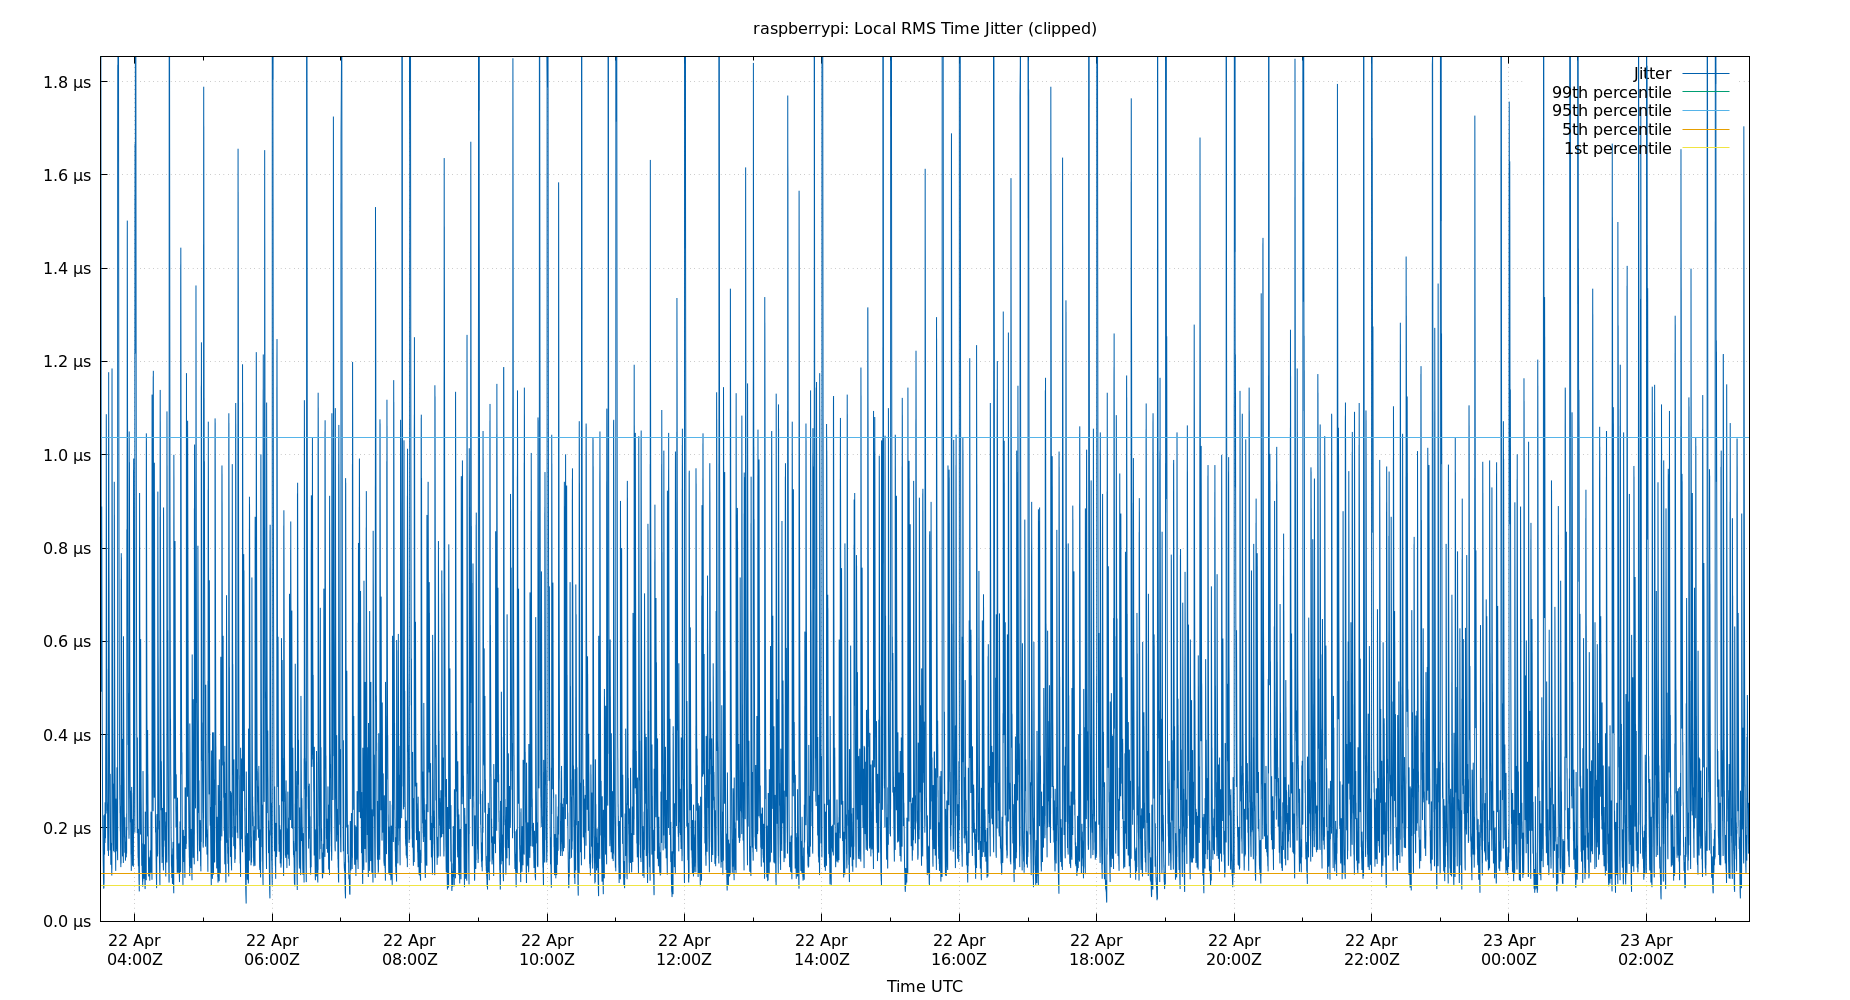 raspberrypi: Local RMS Time Jitter (clipped)
Jitter
99th percentile
95th percentile
5th percentile
1st percentile
1.8 µs
1.6 µs
1.4 µs
1.2 µs
1.0 µs
0.8 µs
0.6 µs
0.4 µs
0.2 µs
0.0 µs
22 Apr 22 Apr 22 Apr 22 Apr 22 Apr 22 Apr 22 Apr 22 Apr 22 Apr 22 Apr 23 Apr 23 Apr
04:00Z 06:00Z 08:00Z 10:00Z 12:00Z 14:00Z 16:00Z 18:00Z 20:00Z 22:00Z 00:00Z 02:00Z
Time UTC